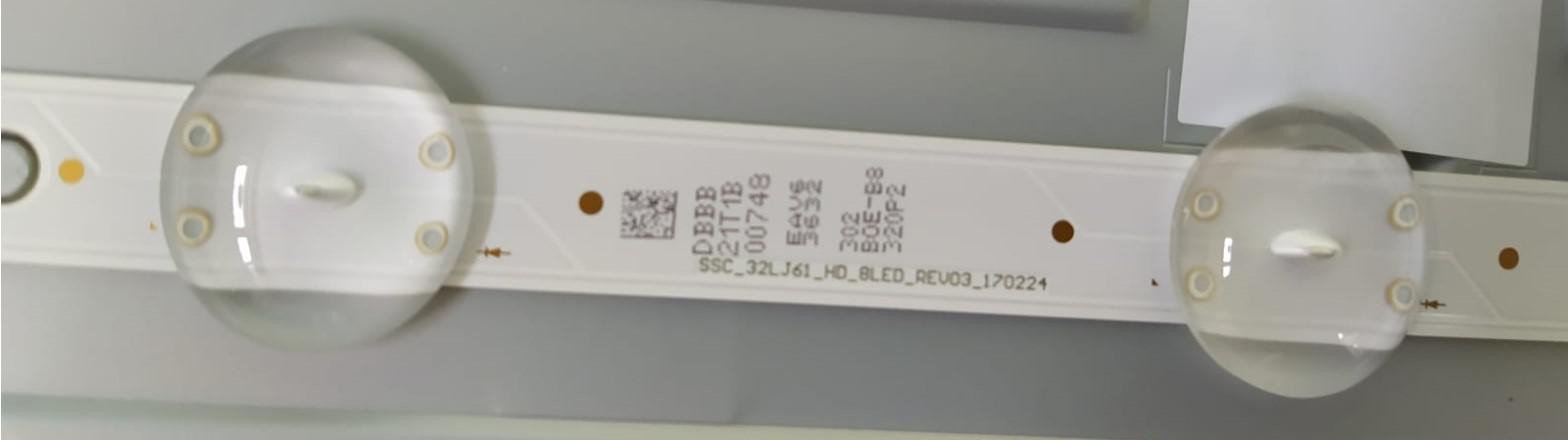 DBBB
21T1B
00748
EAV6
3632
302
BOE-B8
320P2
SSC_32LJ61_HD_8LED_REV03_170224